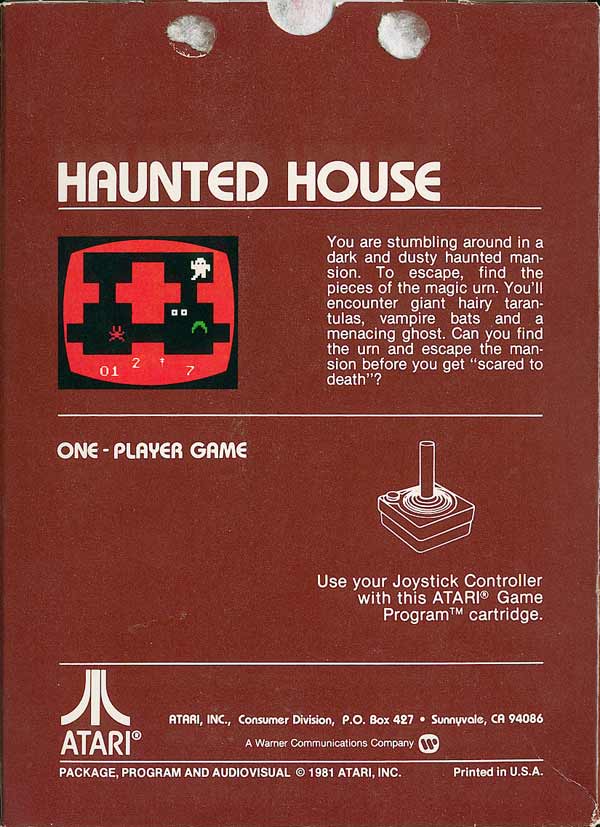 HAUNTED HOUSE
You are stumbling around in a
dark and dusty haunted man-
sion. To escape, find the
pieces of the magic urn. You'll
encounter giant hairy taran-
tulas, vampire bats and a
menacing ghost. Can you find
the urn and escape the man-
sion before you get "scared to
death"?
01 2 7
ONE-PLAYER GAME
Use your Joystick Controller
with this ATARI® Game
Program™ cartridge.
ATARI®
ATARI, INC., Consumer Division, P.O. Box 427 • Sunnyvale, CA 94086
A Warner Communications Company
PACKAGE, PROGRAM AND AUDIOVISUAL © 1981 ATARI, INC. Printed in U.S.A.